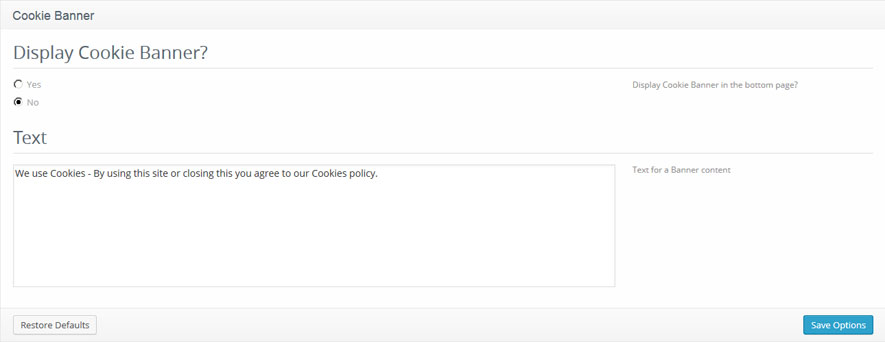 Cookie Banner
Display Cookie Banner?
Yes
Display Cookie Banner in the bottom page?
No
Text
We use Cookies - By using this site or closing this you agree to our Cookies policy.
Text for a Banner content
Restore Defaults
Save Options